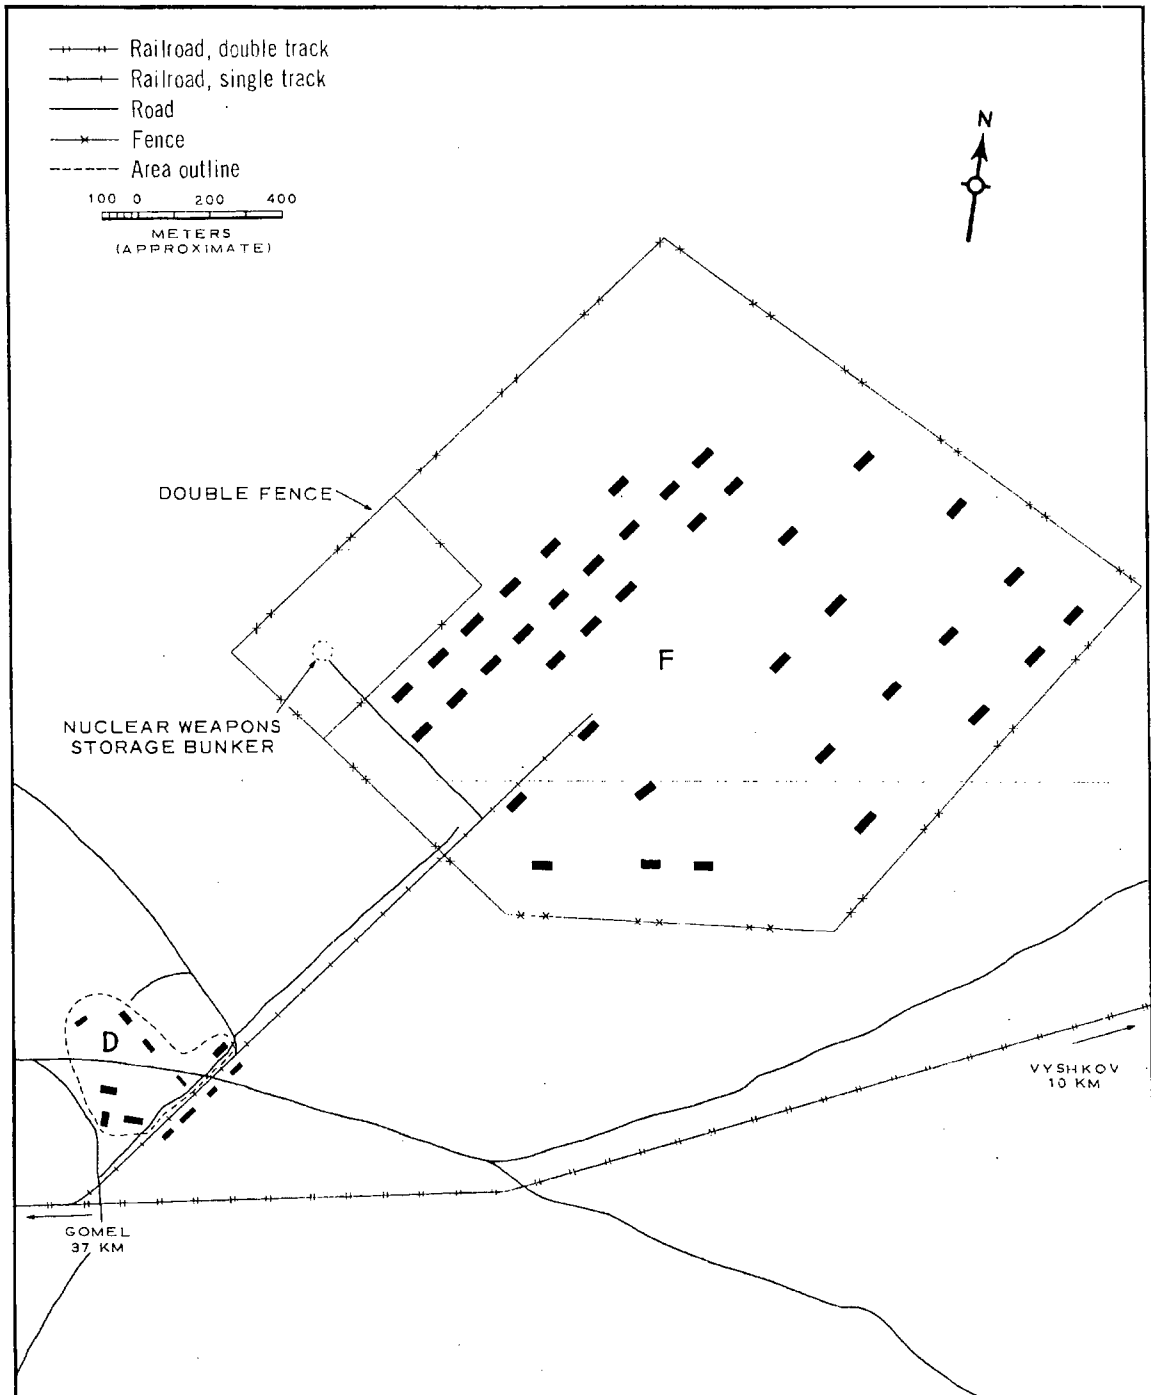 Railroad, double track
Railroad, single track
Road
Fence
Area outline
100 0 200 400
METERS
(APPROXIMATE)
N
DOUBLE FENCE
F
NUCLEAR WEAPONS
STORAGE BUNKER
D
VYSHKOV
10 KM
GOMEL
37 KM